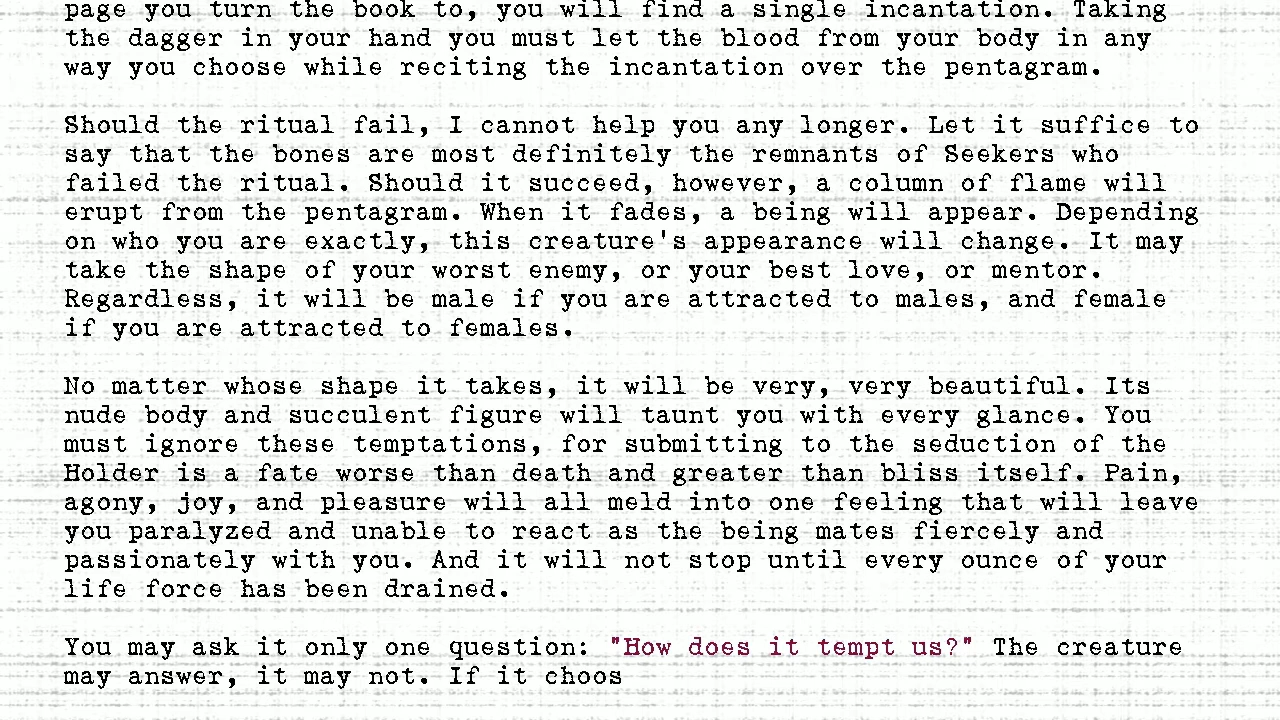 page you turn the book to, you will find a single incantation. Taking
the dagger in your hand you must let the blood from your body in any
way you choose while reciting the incantation over the pentagram.
Should the ritual fail, I cannot help you any longer. Let it suffice to
say that the bones are most definitely the remnants of Seekers who
failed the ritual. Should it succeed, however, a column of flame will
erupt from the pentagram. When it fades, a being will appear. Depending
on who you are exactly, this creature's appearance will change. It may
take the shape of your worst enemy, or your best love, or mentor.
Regardless, it will be male if you are attracted to males, and female
if you are attracted to females.
No matter whose shape it takes, it will be very, very beautiful. Its
nude body and succulent figure will taunt you with every glance. You
must ignore these temptations, for submitting to the seduction of the
Holder is a fate worse than death and greater than bliss itself. Pain,
agony, joy, and pleasure will all meld into one feeling that will leave
you paralyzed and unable to react as the being mates fiercely and
passionately with you. And it will not stop until every ounce of your
life force has been drained.
You may ask it only one question: "How does it tempt us?" The creature
may answer, it may not. If it choos